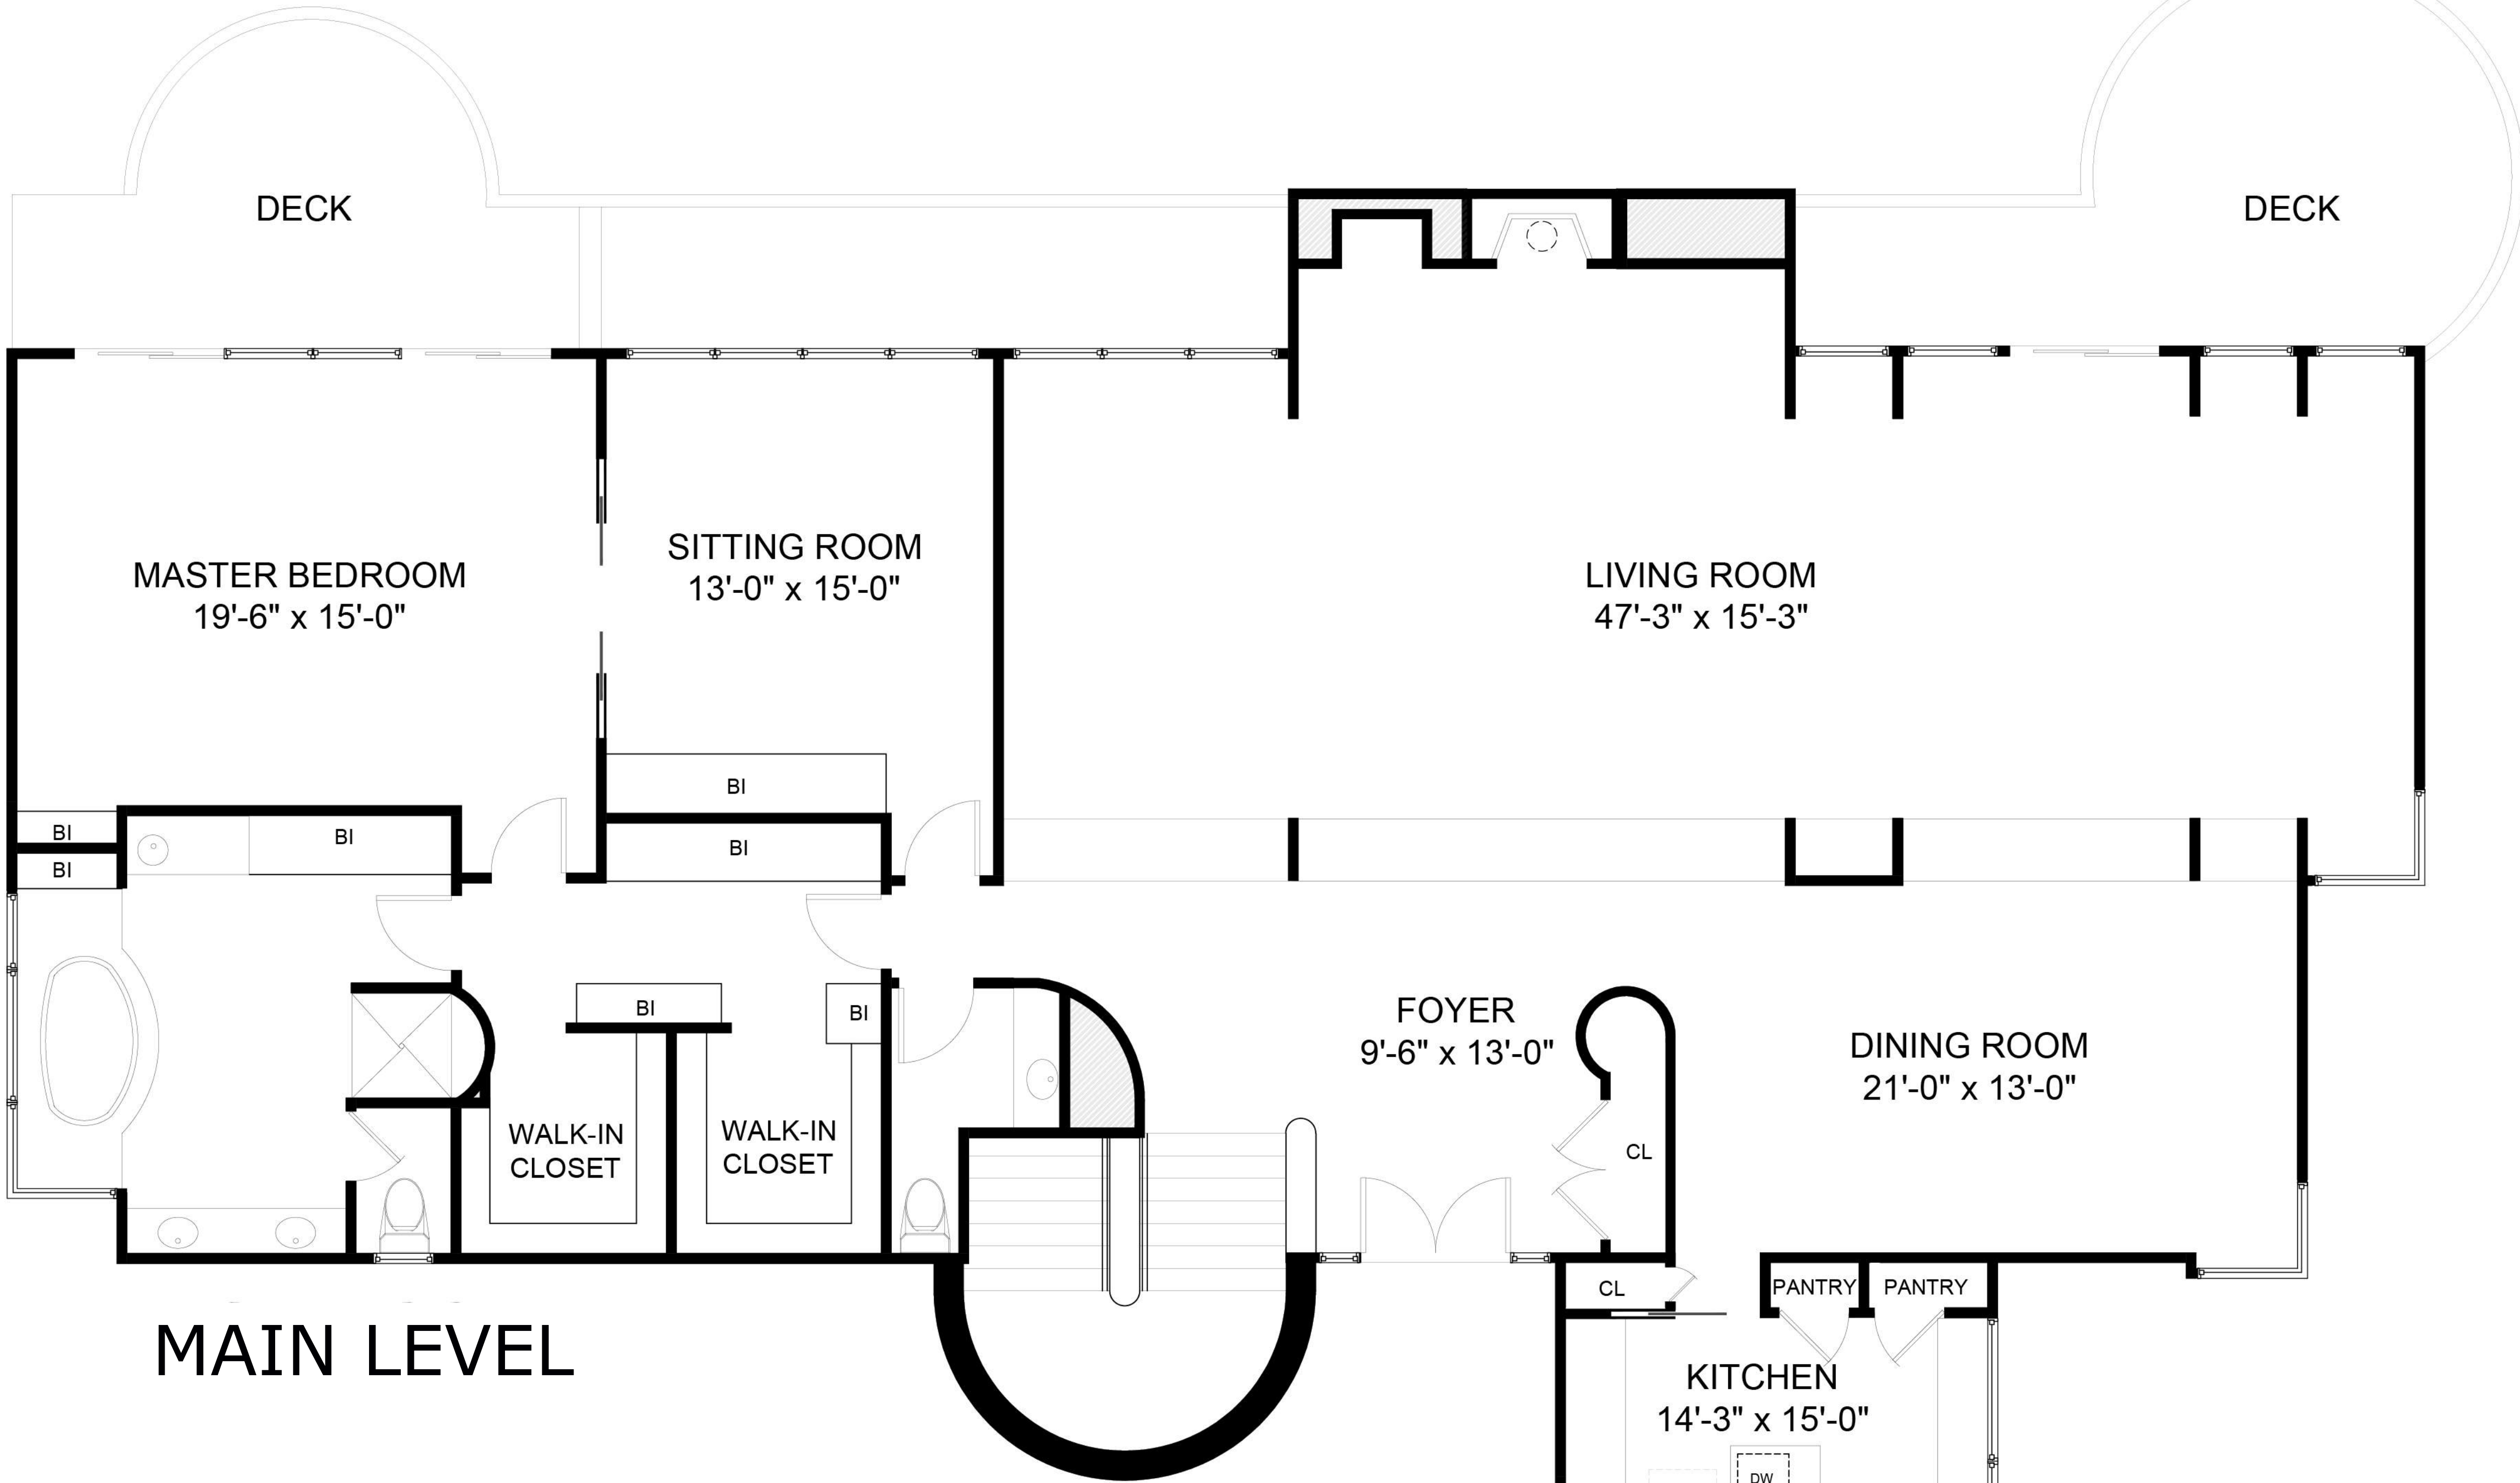 DECK
DECK
MASTER BEDROOM
19'-6" x 15'-0"
SITTING ROOM
13'-0" x 15'-0"
LIVING ROOM
47'-3" x 15'-3"
BI
BI
BI
BI
BI
BI
BI
WALK-IN
CLOSET
WALK-IN
CLOSET
FOYER
9'-6" x 13'-0"
DINING ROOM
21'-0" x 13'-0"
CL
CL
PANTRY
PANTRY
MAIN LEVEL
KITCHEN
14'-3" x 15'-0"
DW